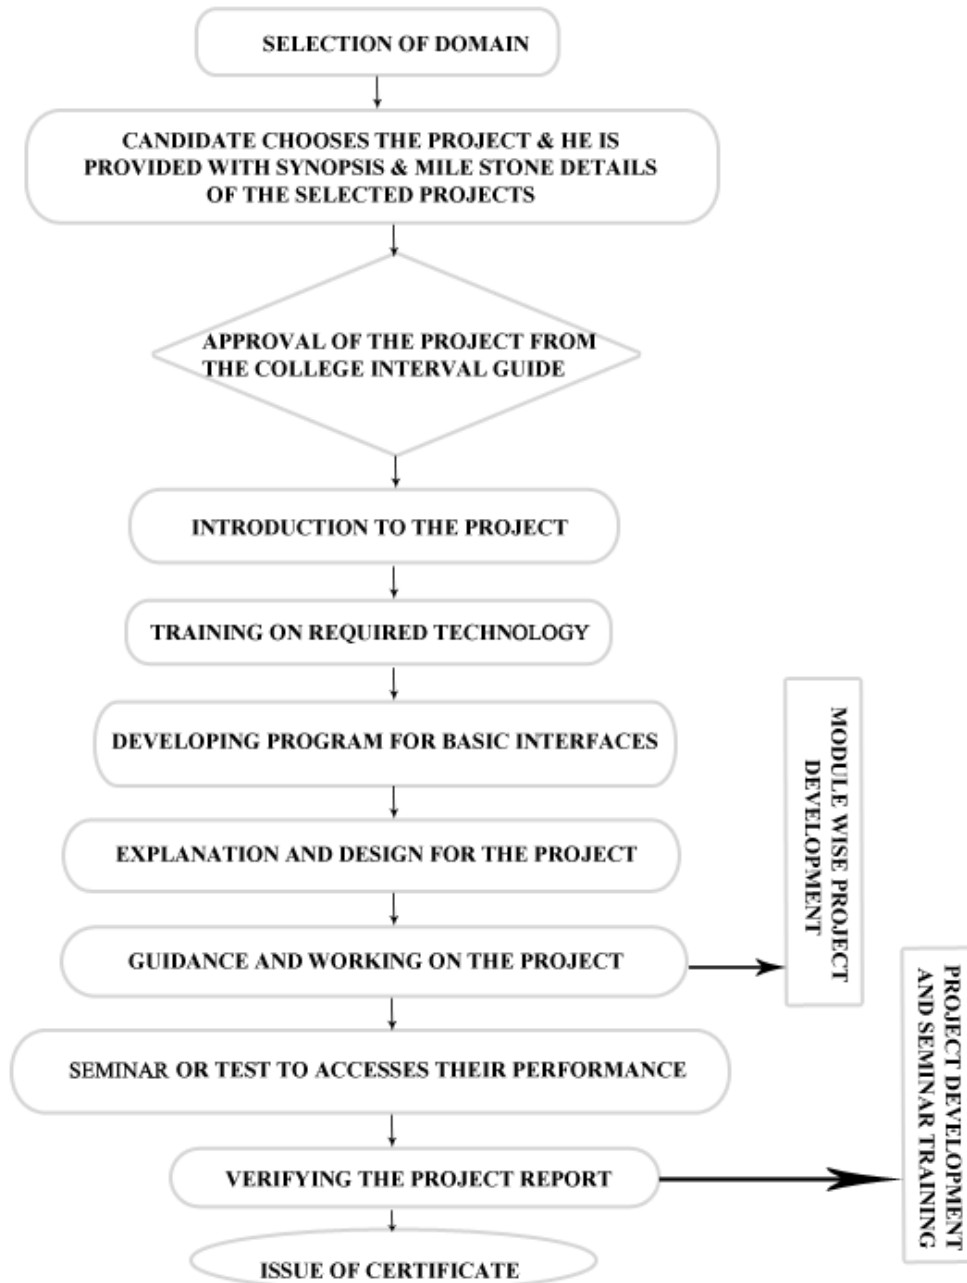 SELECTION OF DOMAIN
CANDIDATE CHOOSES THE PROJECT & HE IS
PROVIDED WITH SYNOPSIS & MILE STONE DETAILS
OF THE SELECTED PROJECTS
APPROVAL OF THE PROJECT FROM
THE COLLEGE INTERVAL GUIDE
INTRODUCTION TO THE PROJECT
TRAINING ON REQUIRED TECHNOLOGY
DEVELOPING PROGRAM FOR BASIC INTERFACES
EXPLANATION AND DESIGN FOR THE PROJECT
GUIDANCE AND WORKING ON THE PROJECT
MODULE WISE PROJECT
DEVELOPMENT
SEMINAR OR TEST TO ACCESSES THEIR PERFORMANCE
VERIFYING THE PROJECT REPORT
PROJECT DEVELOPMENT
AND SEMINAR TRAINING
ISSUE OF CERTIFICATE